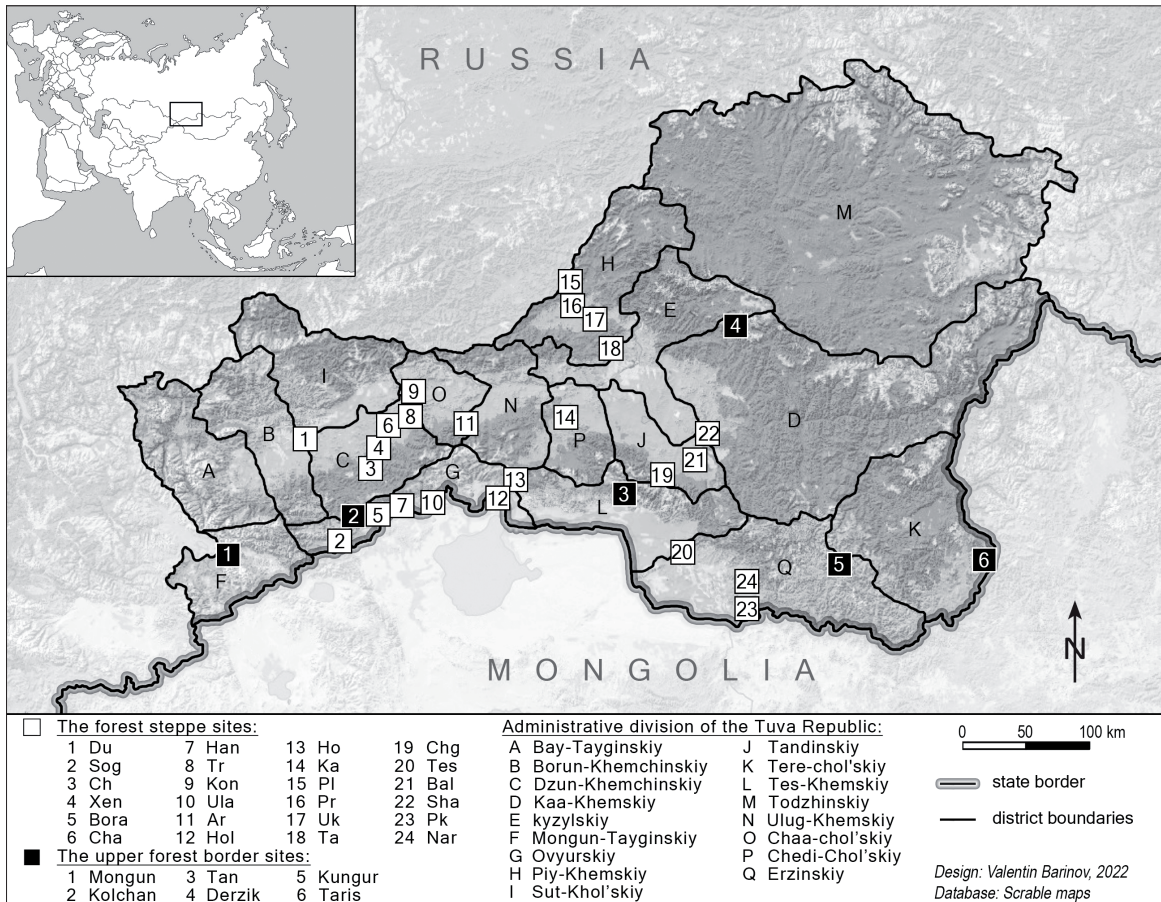 RUSSIA
M
H
15
16
E
17
4
18
I
9
O
8
N
14
D
B
6
11
P
J
22
1
4
C
3
A
G
21
19
13
12
3
L
10
7
5
2
2
K
20
1
F
Q
5
6
24
23
MONGOLIA
N
The forest steppe sites:
1 Du 7 Han 13 Ho 19 Chg
2 Sog 8 Tr 14 Ka 20 Tes
3 Ch 9 Kon 15 Pl 21 Bal
4 Xen 10 Ula 16 Pr 22 Sha
5 Bora 11 Ar 17 Uk 23 Pk
6 Cha 12 Hol 18 Ta 24 Nar
The upper forest border sites:
1 Mongun 3 Tan 5 Kungur
2 Kolchan 4 Derzik 6 Taris
Administrative division of the Tuva Republic:
A Bay-Tayginskiy J Tandinskiy
B Borun-Khemchinskiy K Tere-chol'skiy
C Dzun-Khemchinskiy L Tes-Khemskiy
D Kaa-Khemskiy M Todzhinskiy
E kyzylskiy N Ulug-Khemskiy
F Mongun-Tayginskiy O Chaa-chol'skiy
G Ovyurskiy P Chedi-Chol'skiy
H Piy-Khemskiy Q Erzinskiy
I Sut-Khol'skiy
0 50 100 km
state border
district boundaries
Design: Valentin Barinov, 2022
Database: Scrable maps